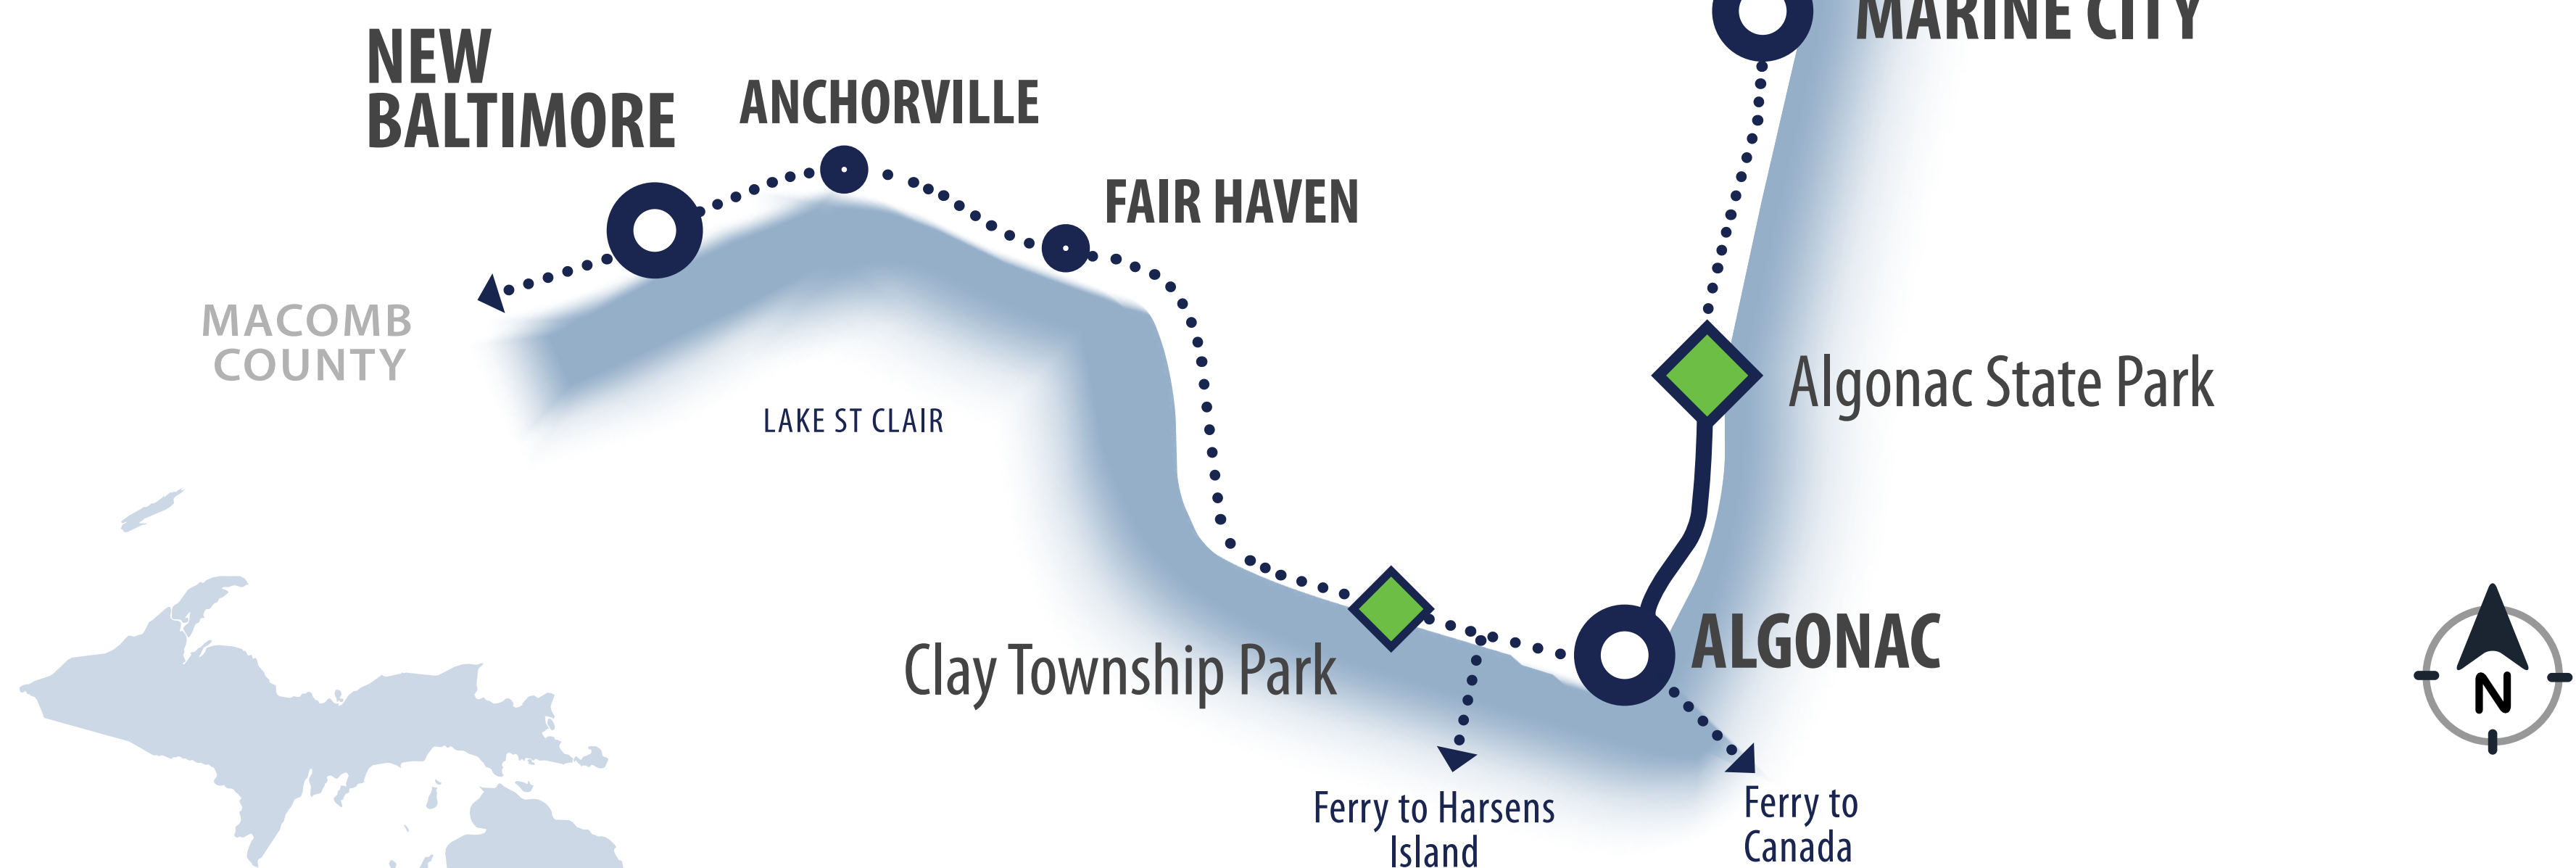 MARINE CITY
NEW
BALTIMORE
ANCHORVILLE
FAIR HAVEN
MACOMB
COUNTY
LAKE ST CLAIR
Algonac State Park
Clay Township Park
ALGONAC
N
Ferry to Harsens
Island
Ferry to
Canada